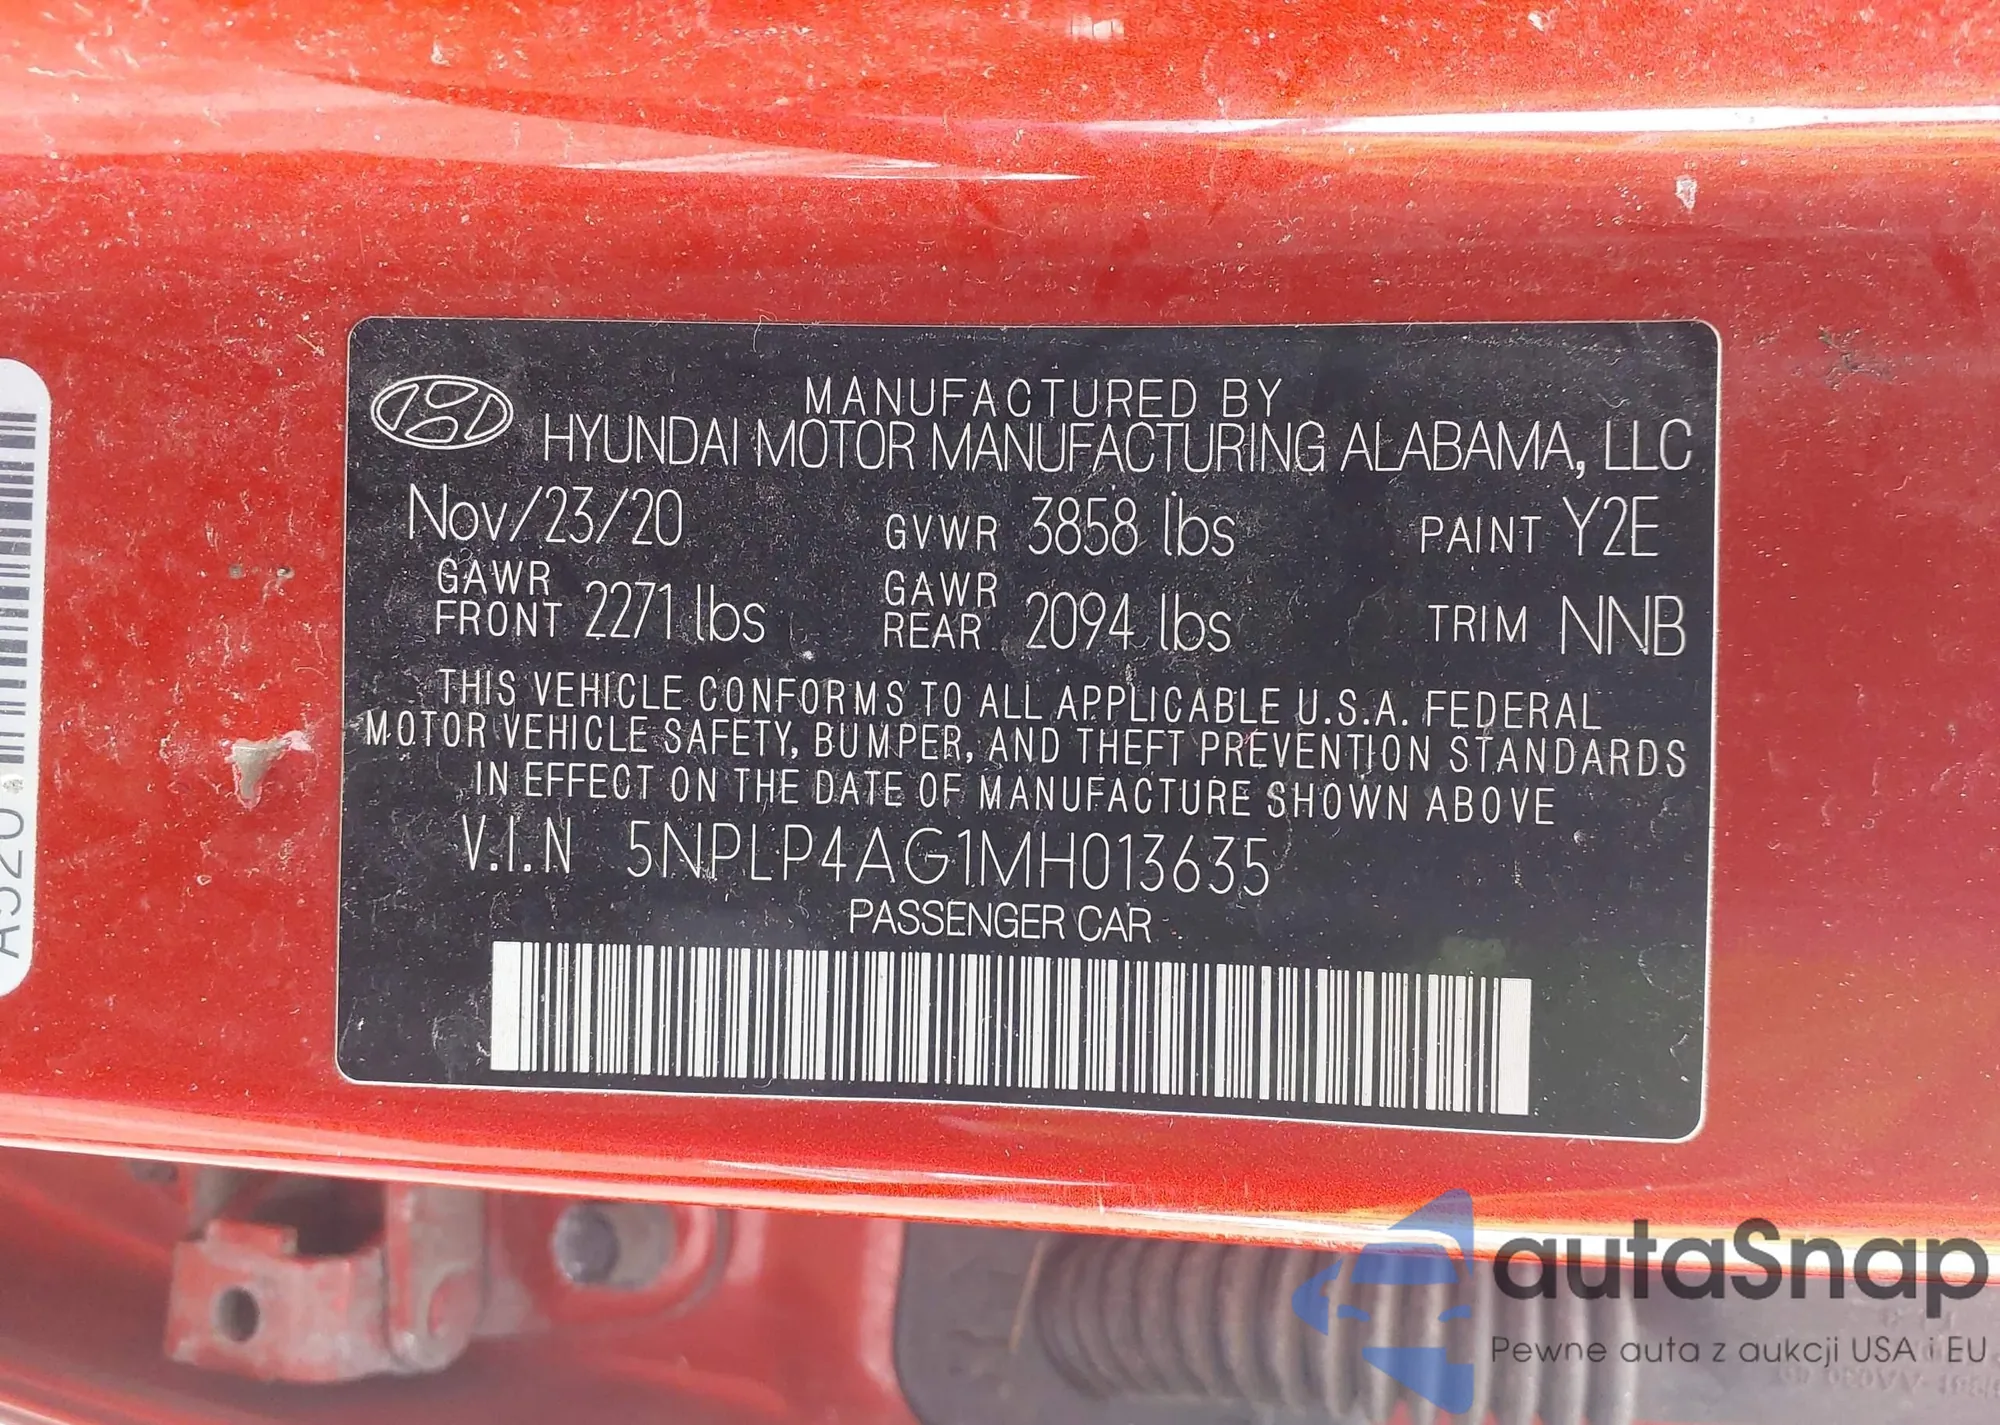 MANUFACTURED BY
HYUNDAI MOTOR MANUFACTURING ALABAMA, LLC
Nov/23/20 GVWR 3858 lbs PAINT Y2E
GAWR FRONT 2271 lbs GAWR REAR 2094 lbs TRIM NNB
THIS VEHICLE CONFORMS TO ALL APPLICABLE U.S.A. FEDERAL
MOTOR VEHICLE SAFETY, BUMPER, AND THEFT PREVENTION STANDARDS
IN EFFECT ON THE DATE OF MANUFACTURE SHOWN ABOVE
V.I.N 5NPLP4AG1MH013635
PASSENGER CAR
A520
autaSnap
Pewne auta z aukcji USA i EU